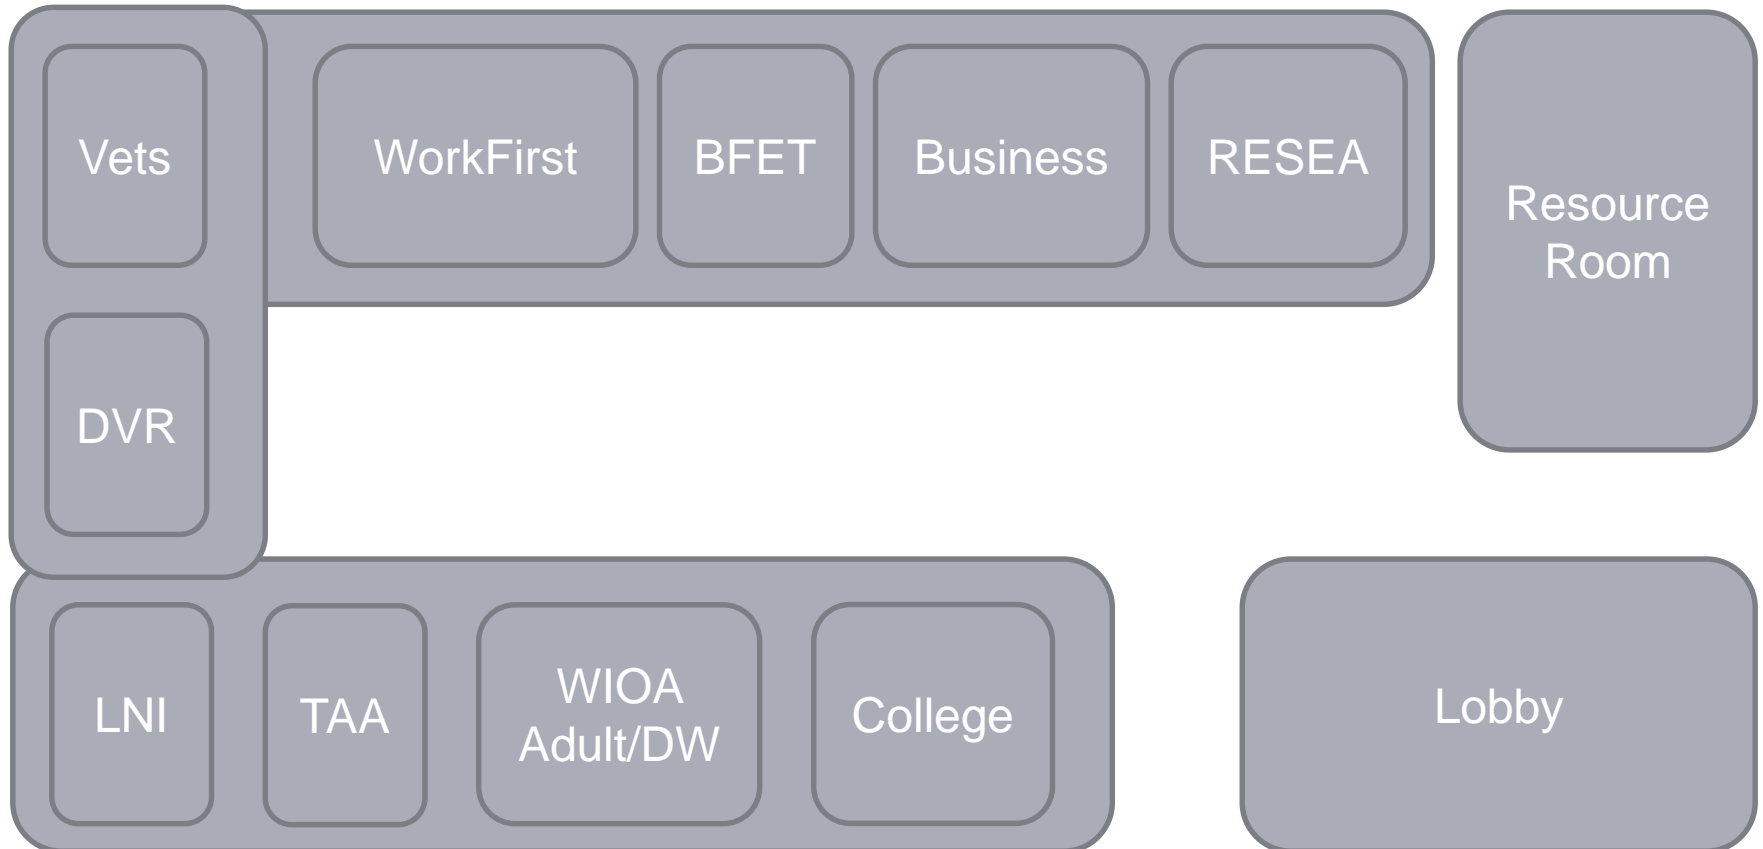 Vets
WorkFirst
BFET
Business
RESEA
Resource
Room
DVR
LNI
TAA
WIOA
Adult/DW
College
Lobby